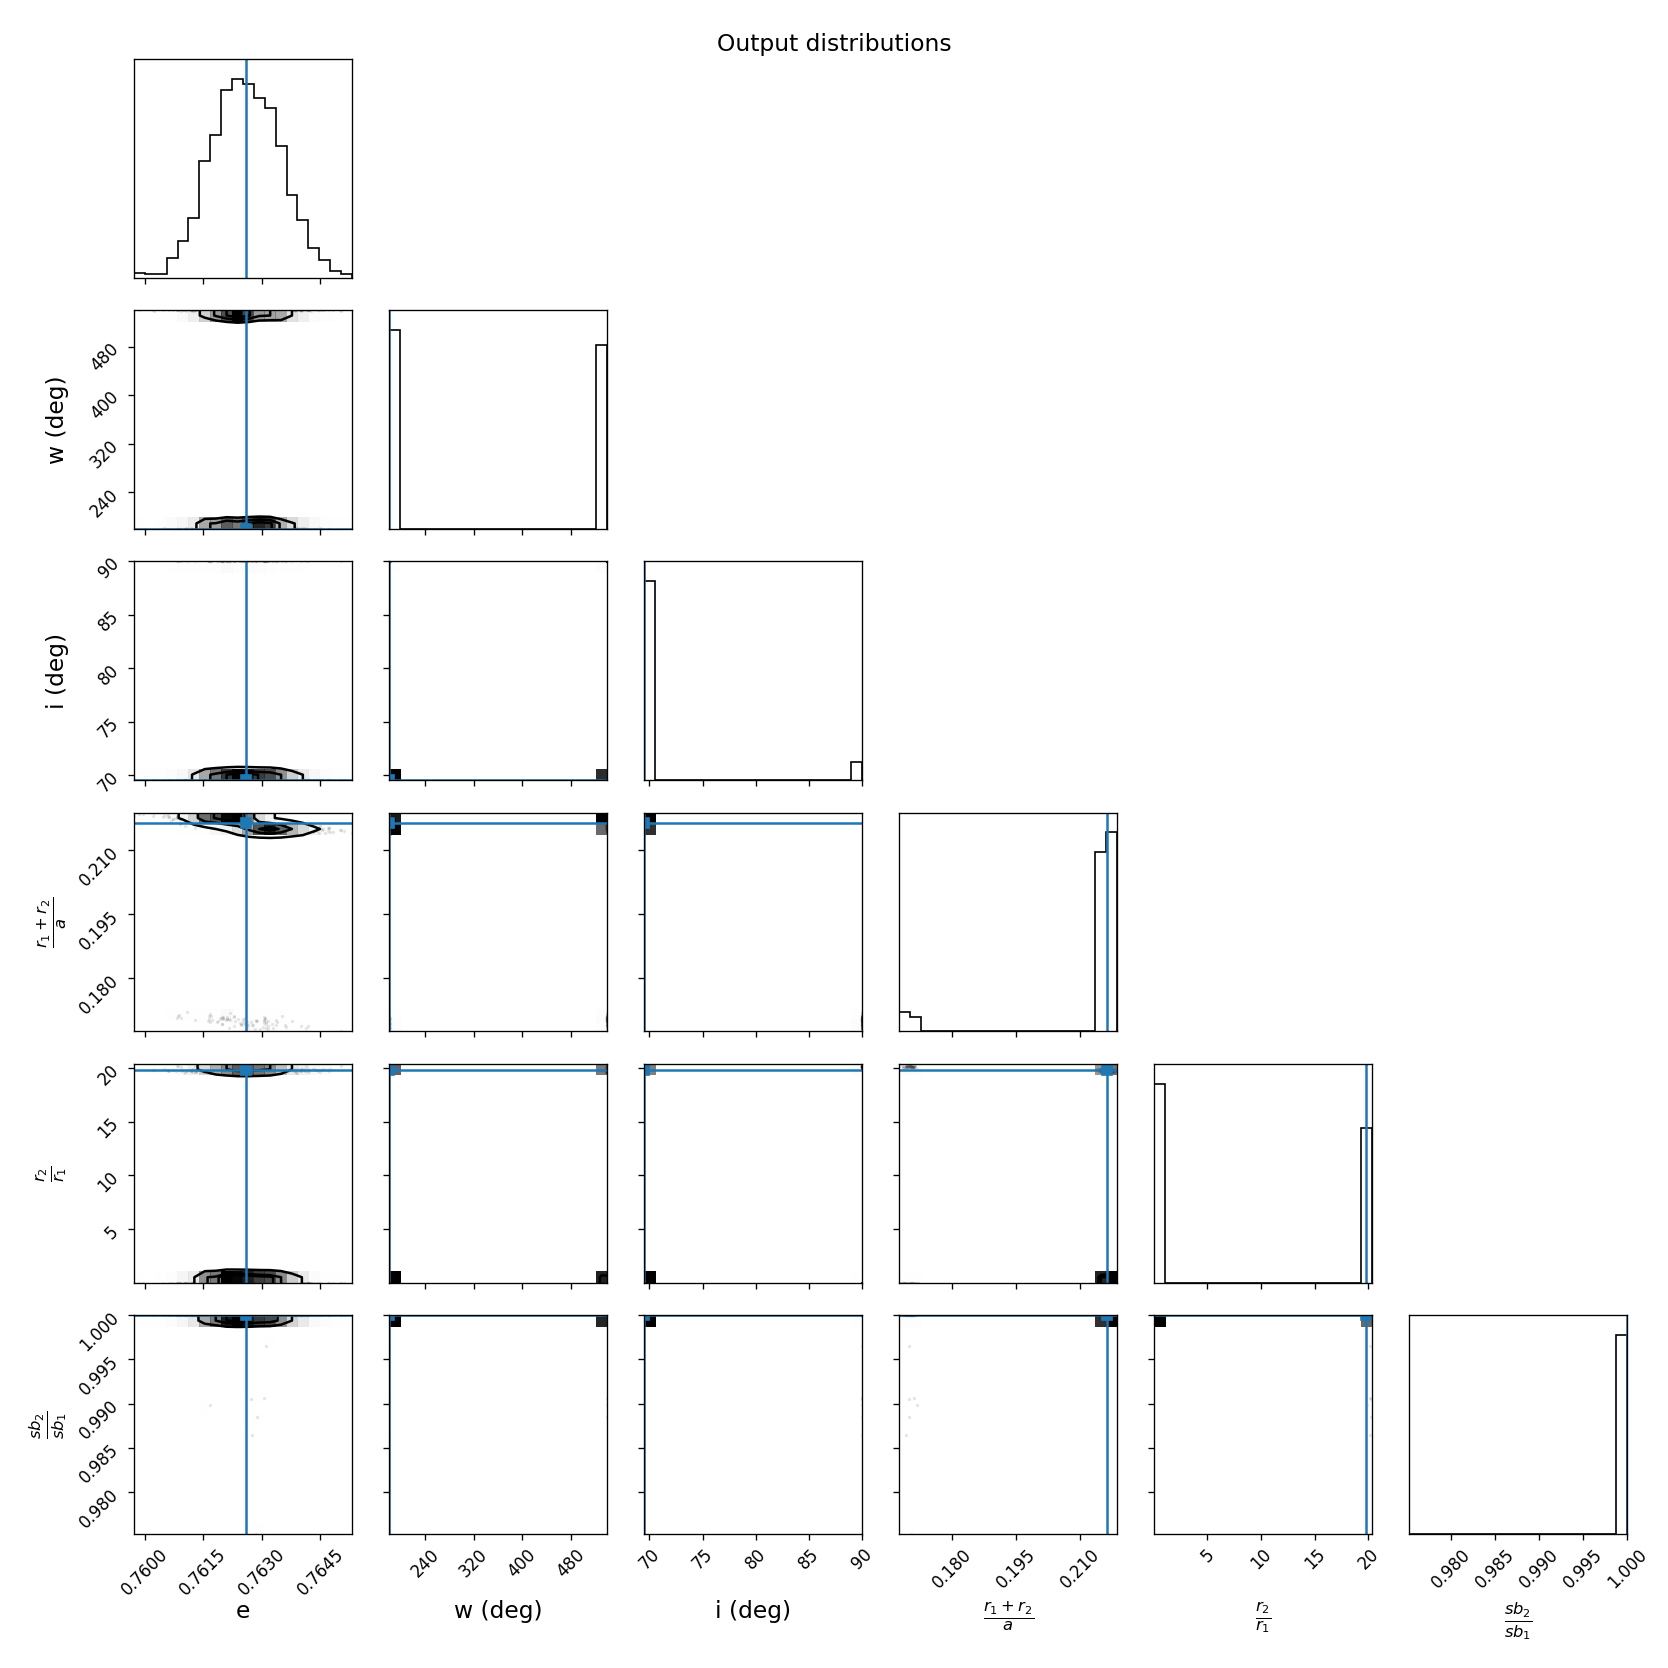 Output distributions
w (deg)
480
400
320
240
i (deg)
90
85
80
75
70
r₁ + r₂
a
0.210
0.195
0.180
r₂
r₁
20
15
10
5
sb₂
sb₁
1.000
0.995
0.990
0.985
0.980
0.7600 0.7615 0.7630 0.7645 240 320 400 480 70 75 80 85 90 0.180 0.195 0.210 5 10 15 20 0.980 0.985 0.990 0.995 1.000
e w (deg) i (deg) r₁ + r₂ r₂ sb₂
a r₁ sb₁